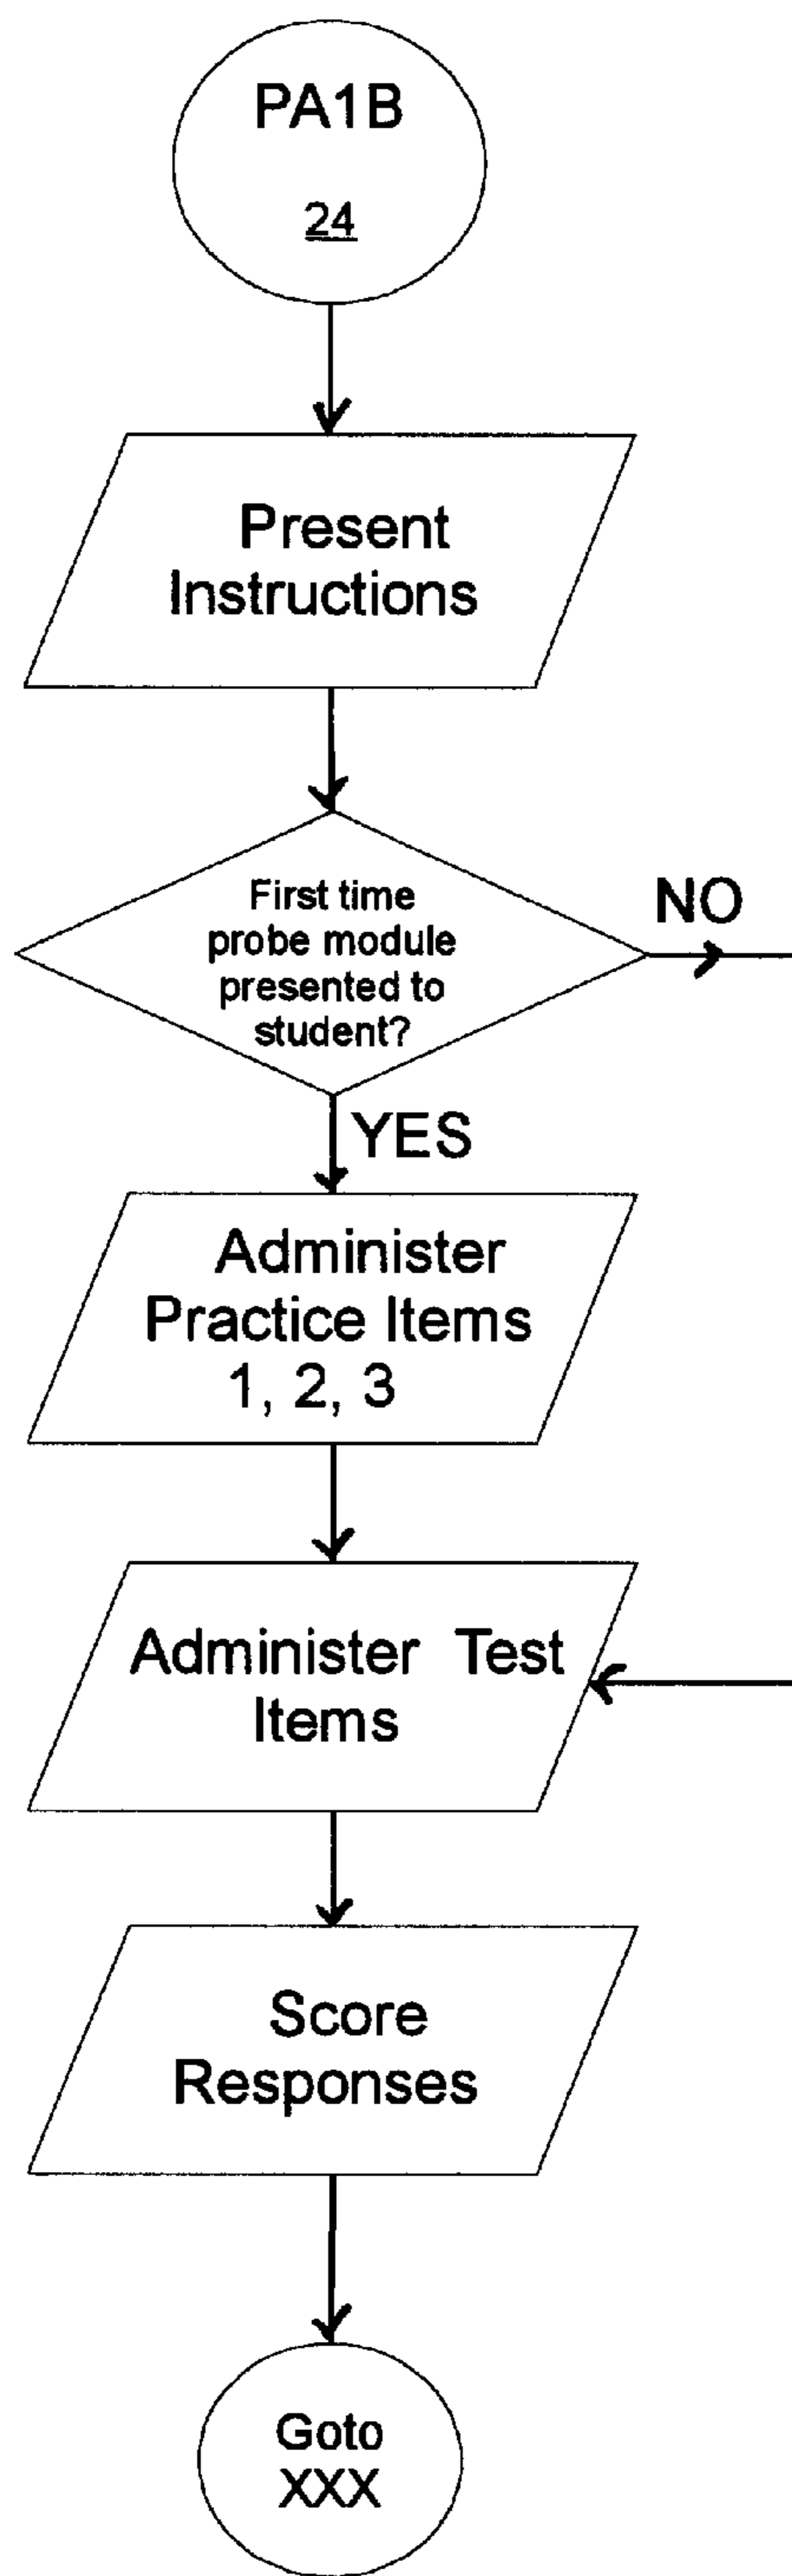 PA1B
24
Present
Instructions
First time
probe module
presented to
student?
NO
YES
Administer
Practice Items
1, 2, 3
Administer Test
Items
Score
Responses
Goto
XXX